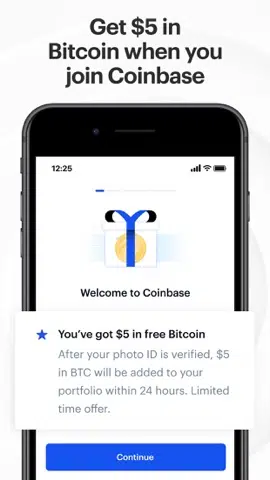 Get $5 in
Bitcoin when you
join Coinbase
12:25
Welcome to Coinbase
You've got $5 in free Bitcoin
After your photo ID is verified, $5
in BTC will be added to your
portfolio within 24 hours. Limited
time offer.
Continue